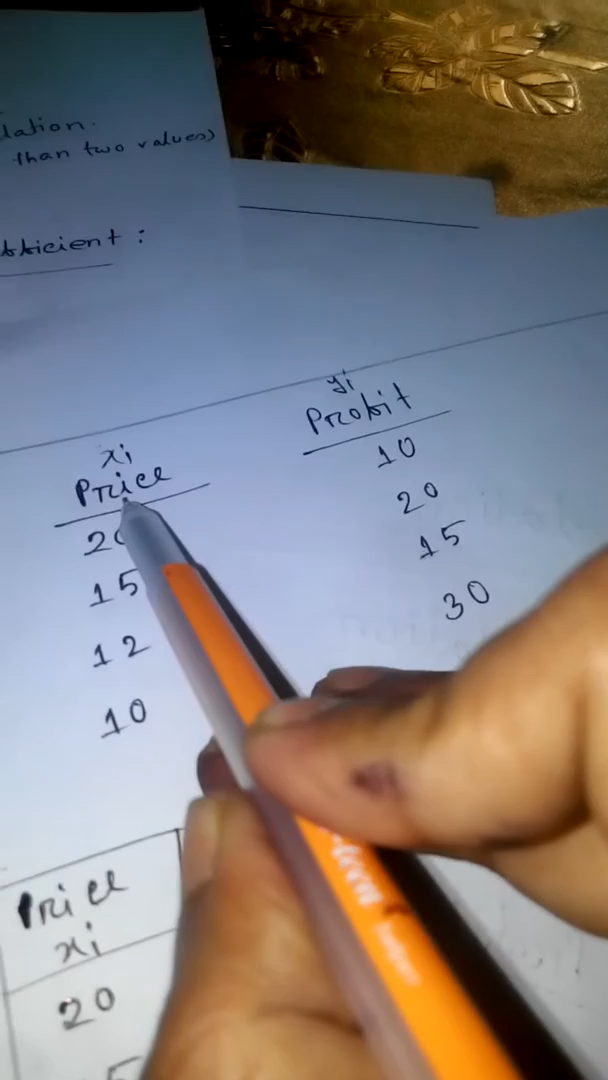 lation.
than two values)
fficient :
xi yi
Price Profit
20 10
15 20
12 15
10 30
Price
xi
20
5